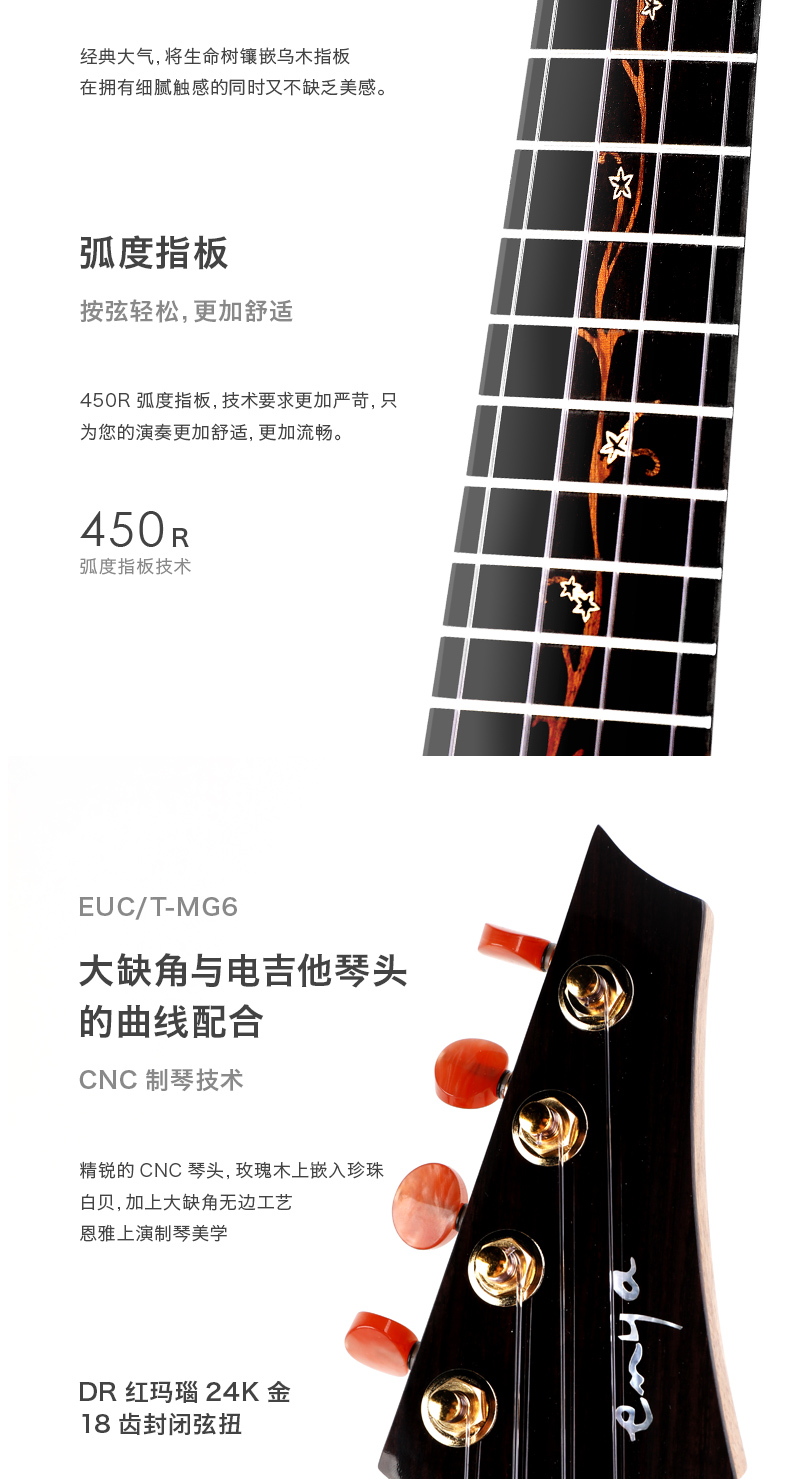 经典大气, 将生命树镶嵌乌木指板
在拥有细腻触感的同时又不缺乏美感。
弧度指板
按弦轻松, 更加舒适
450R 弧度指板, 技术要求更加严苛, 只
为您的演奏更加舒适, 更加流畅。
450 R
弧度指板技术
EUC/T-MG6
大缺角与电吉他琴头
的曲线配合
CNC 制琴技术
精锐的 CNC 琴头, 玫瑰木上嵌入珍珠
白贝, 加上大缺角无边工艺
恩雅上演制琴美学
DR 红玛瑙 24K 金
18 齿封闭弦扭
emya